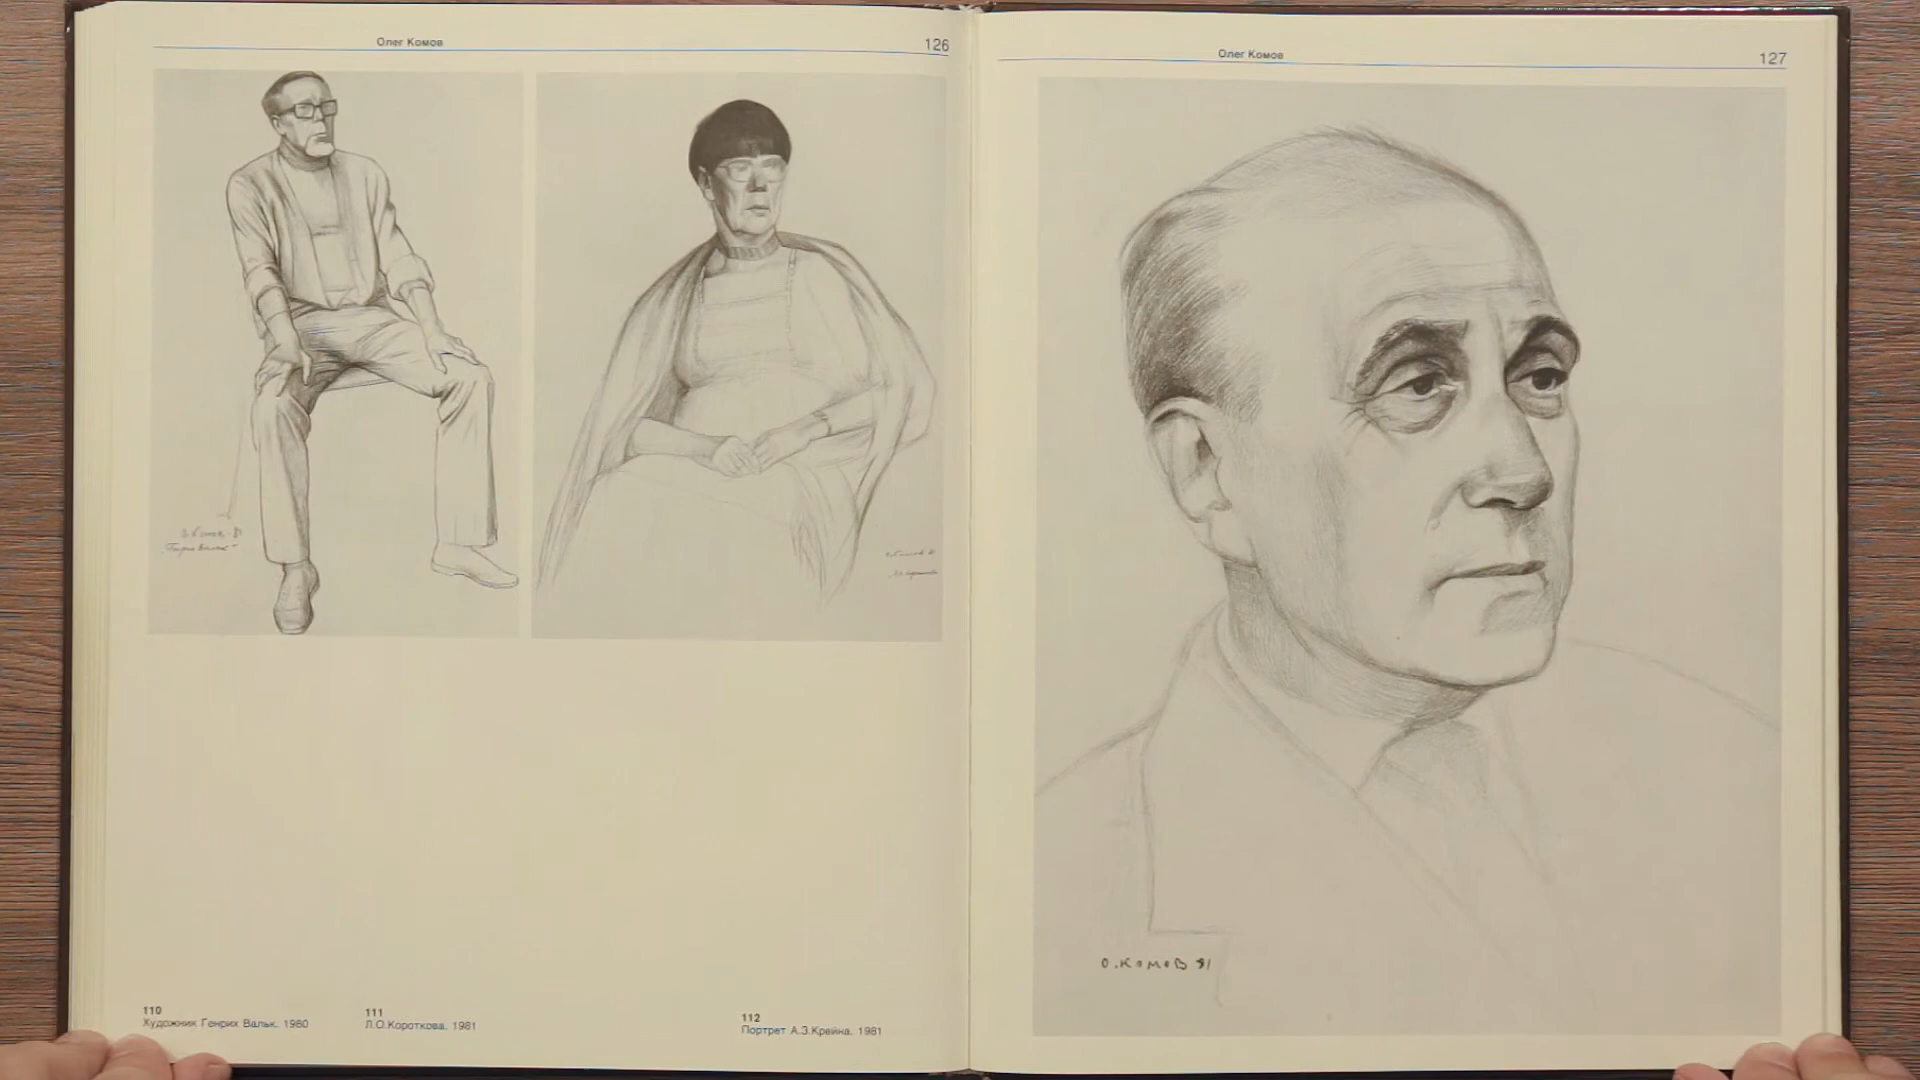 Олег Комов
126
110
Художник Генрих Вальк. 1980
111
Л.О.Короткова. 1981
112
Портрет А.З.Крейна. 1981
Олег Комов
127
О.Комов 81